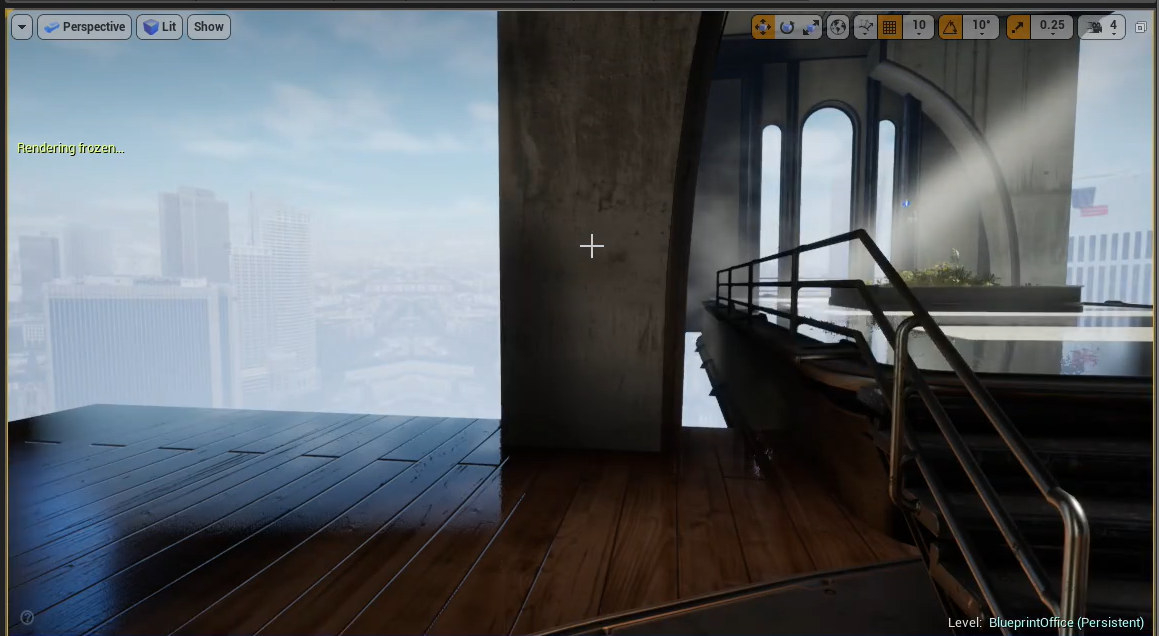 Perspective
Lit
Show
10
10°
0.25
4
Rendering frozen...
Level: BlueprintOffice (Persistent)